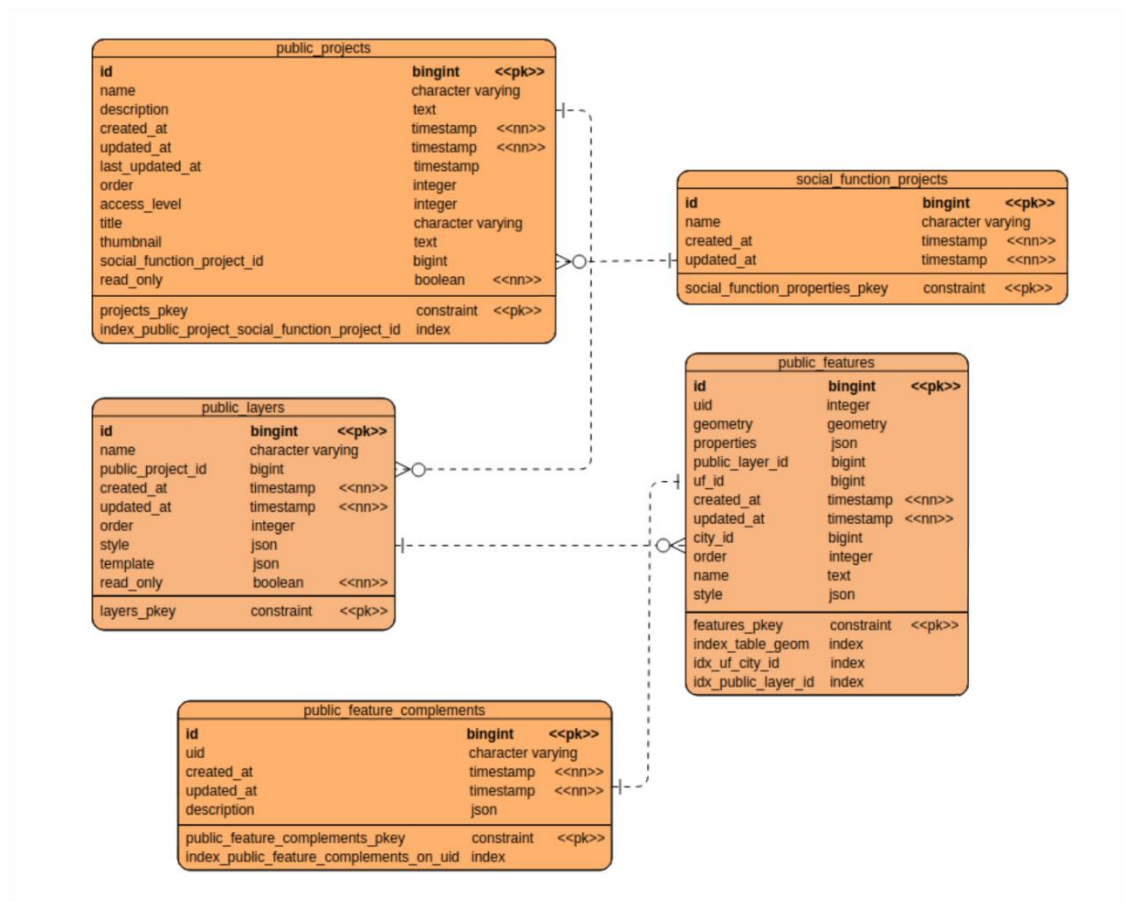 public_projects
id bingint <<pk>>
name character varying
description text
created_at timestamp <<nn>>
updated_at timestamp <<nn>>
last_updated_at timestamp
order integer
access_level integer
title character varying
thumbnail text
social_function_project_id bigint
read_only boolean <<nn>>
projects_pkey constraint <<pk>>
index_public_project_social_function_project_id index
social_function_projects
id bingint <<pk>>
name character varying
created_at timestamp <<nn>>
updated_at timestamp <<nn>>
social_function_properties_pkey constraint <<pk>>
public_layers
id bingint <<pk>>
name character varying
public_project_id bigint
created_at timestamp <<nn>>
updated_at timestamp <<nn>>
order integer
style json
template json
read_only boolean <<nn>>
layers_pkey constraint <<pk>>
public_features
id bingint <<pk>>
uid integer
geometry geometry
properties json
public_layer_id bigint
uf_id bigint
created_at timestamp <<nn>>
updated_at timestamp <<nn>>
city_id bigint
order integer
name text
style json
features_pkey constraint <<pk>>
index_table_geom index
idx_uf_city_id index
idx_public_layer_id index
public_feature_complements
id bingint <<pk>>
uid character varying
created_at timestamp <<nn>>
updated_at timestamp <<nn>>
description json
public_feature_complements_pkey constraint <<pk>>
index_public_feature_complements_on_uid index